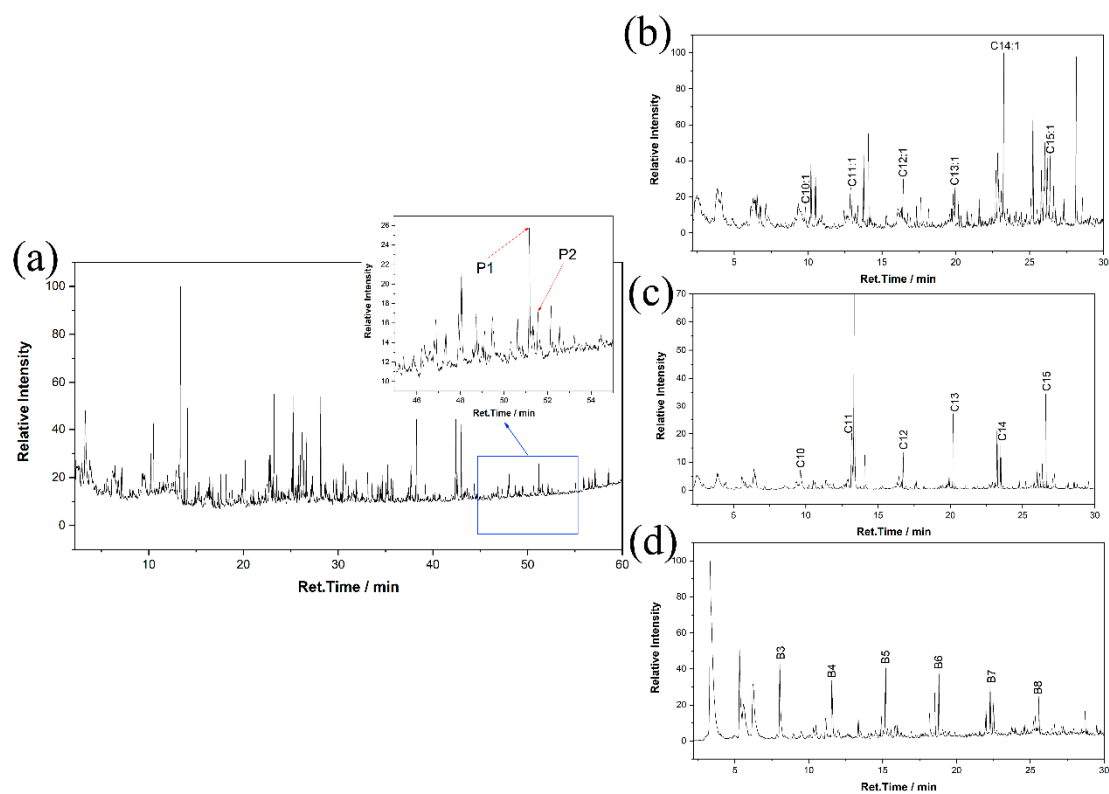 (a)
Relative Intensity
100
80
60
40
20
0
10
20
30
40
50
60
Ret.Time / min
Relative Intensity
26
24
22
20
18
16
14
12
10
46
48
50
52
54
Ret.Time / min
P1
P2
(b)
Relative Intensity
100
80
60
40
20
0
C10:1
C11:1
C12:1
C13:1
C14:1
C15:1
5
10
15
20
25
30
Ret.Time / min
(c)
Relative Intensity
70
60
50
40
30
20
10
0
C10
C11
C12
C13
C14
C15
5
10
15
20
25
30
Ret.Time / min
(d)
Relative Intensity
100
80
60
40
20
0
B3
B4
B5
B6
B7
B8
5
10
15
20
25
30
Ret.Time / min